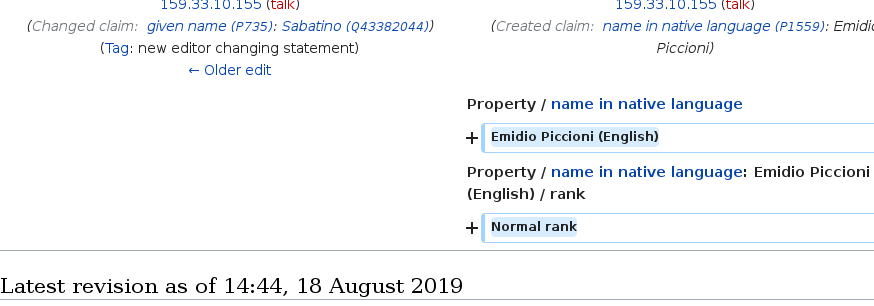 159.33.10.155 (talk)
(Changed claim: given name (P735): Sabatino (Q43382044))
(Tag: new editor changing statement)
← Older edit
159.33.10.155 (talk)
(Created claim: name in native language (P1559): Emidio
Piccioni)
Property / name in native language
+ Emidio Piccioni (English)
Property / name in native language: Emidio Piccioni
(English) / rank
+ Normal rank
Latest revision as of 14:44, 18 August 2019